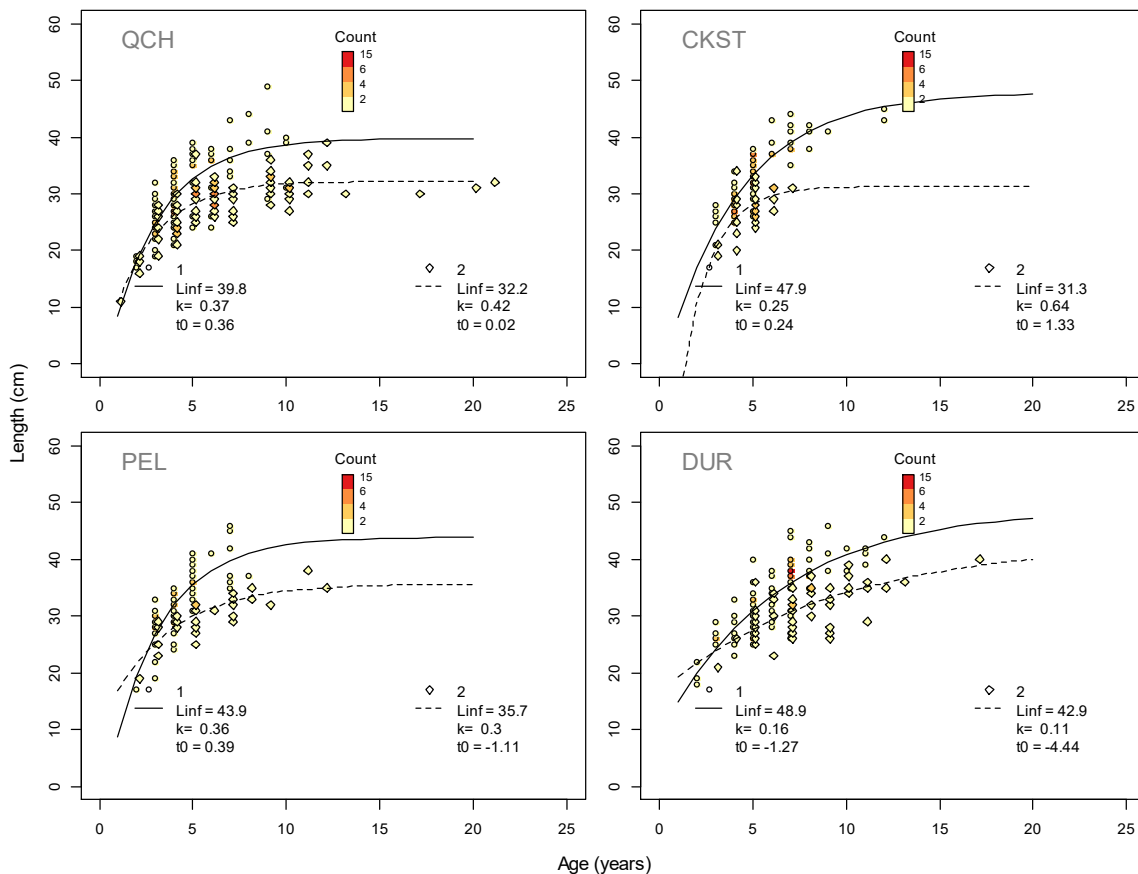 QCH
Count
15
6
4
2
60
50
40
30
20
10
0
1
Linf = 39.8
k= 0.37
t0 = 0.36
2
Linf = 32.2
k= 0.42
t0 = 0.02
0 5 10 15 20 25
CKST
Count
15
6
4
2
60
50
40
30
20
10
0
1
Linf = 47.9
k= 0.25
t0 = 0.24
2
Linf = 31.3
k= 0.64
t0 = 1.33
0 5 10 15 20 25
Length (cm)
PEL
Count
15
6
4
2
60
50
40
30
20
10
0
1
Linf = 43.9
k= 0.36
t0 = 0.39
2
Linf = 35.7
k= 0.3
t0 = -1.11
0 5 10 15 20 25
DUR
Count
15
6
4
2
60
50
40
30
20
10
0
1
Linf = 48.9
k= 0.16
t0 = -1.27
2
Linf = 42.9
k= 0.11
t0 = -4.44
0 5 10 15 20 25
Age (years)